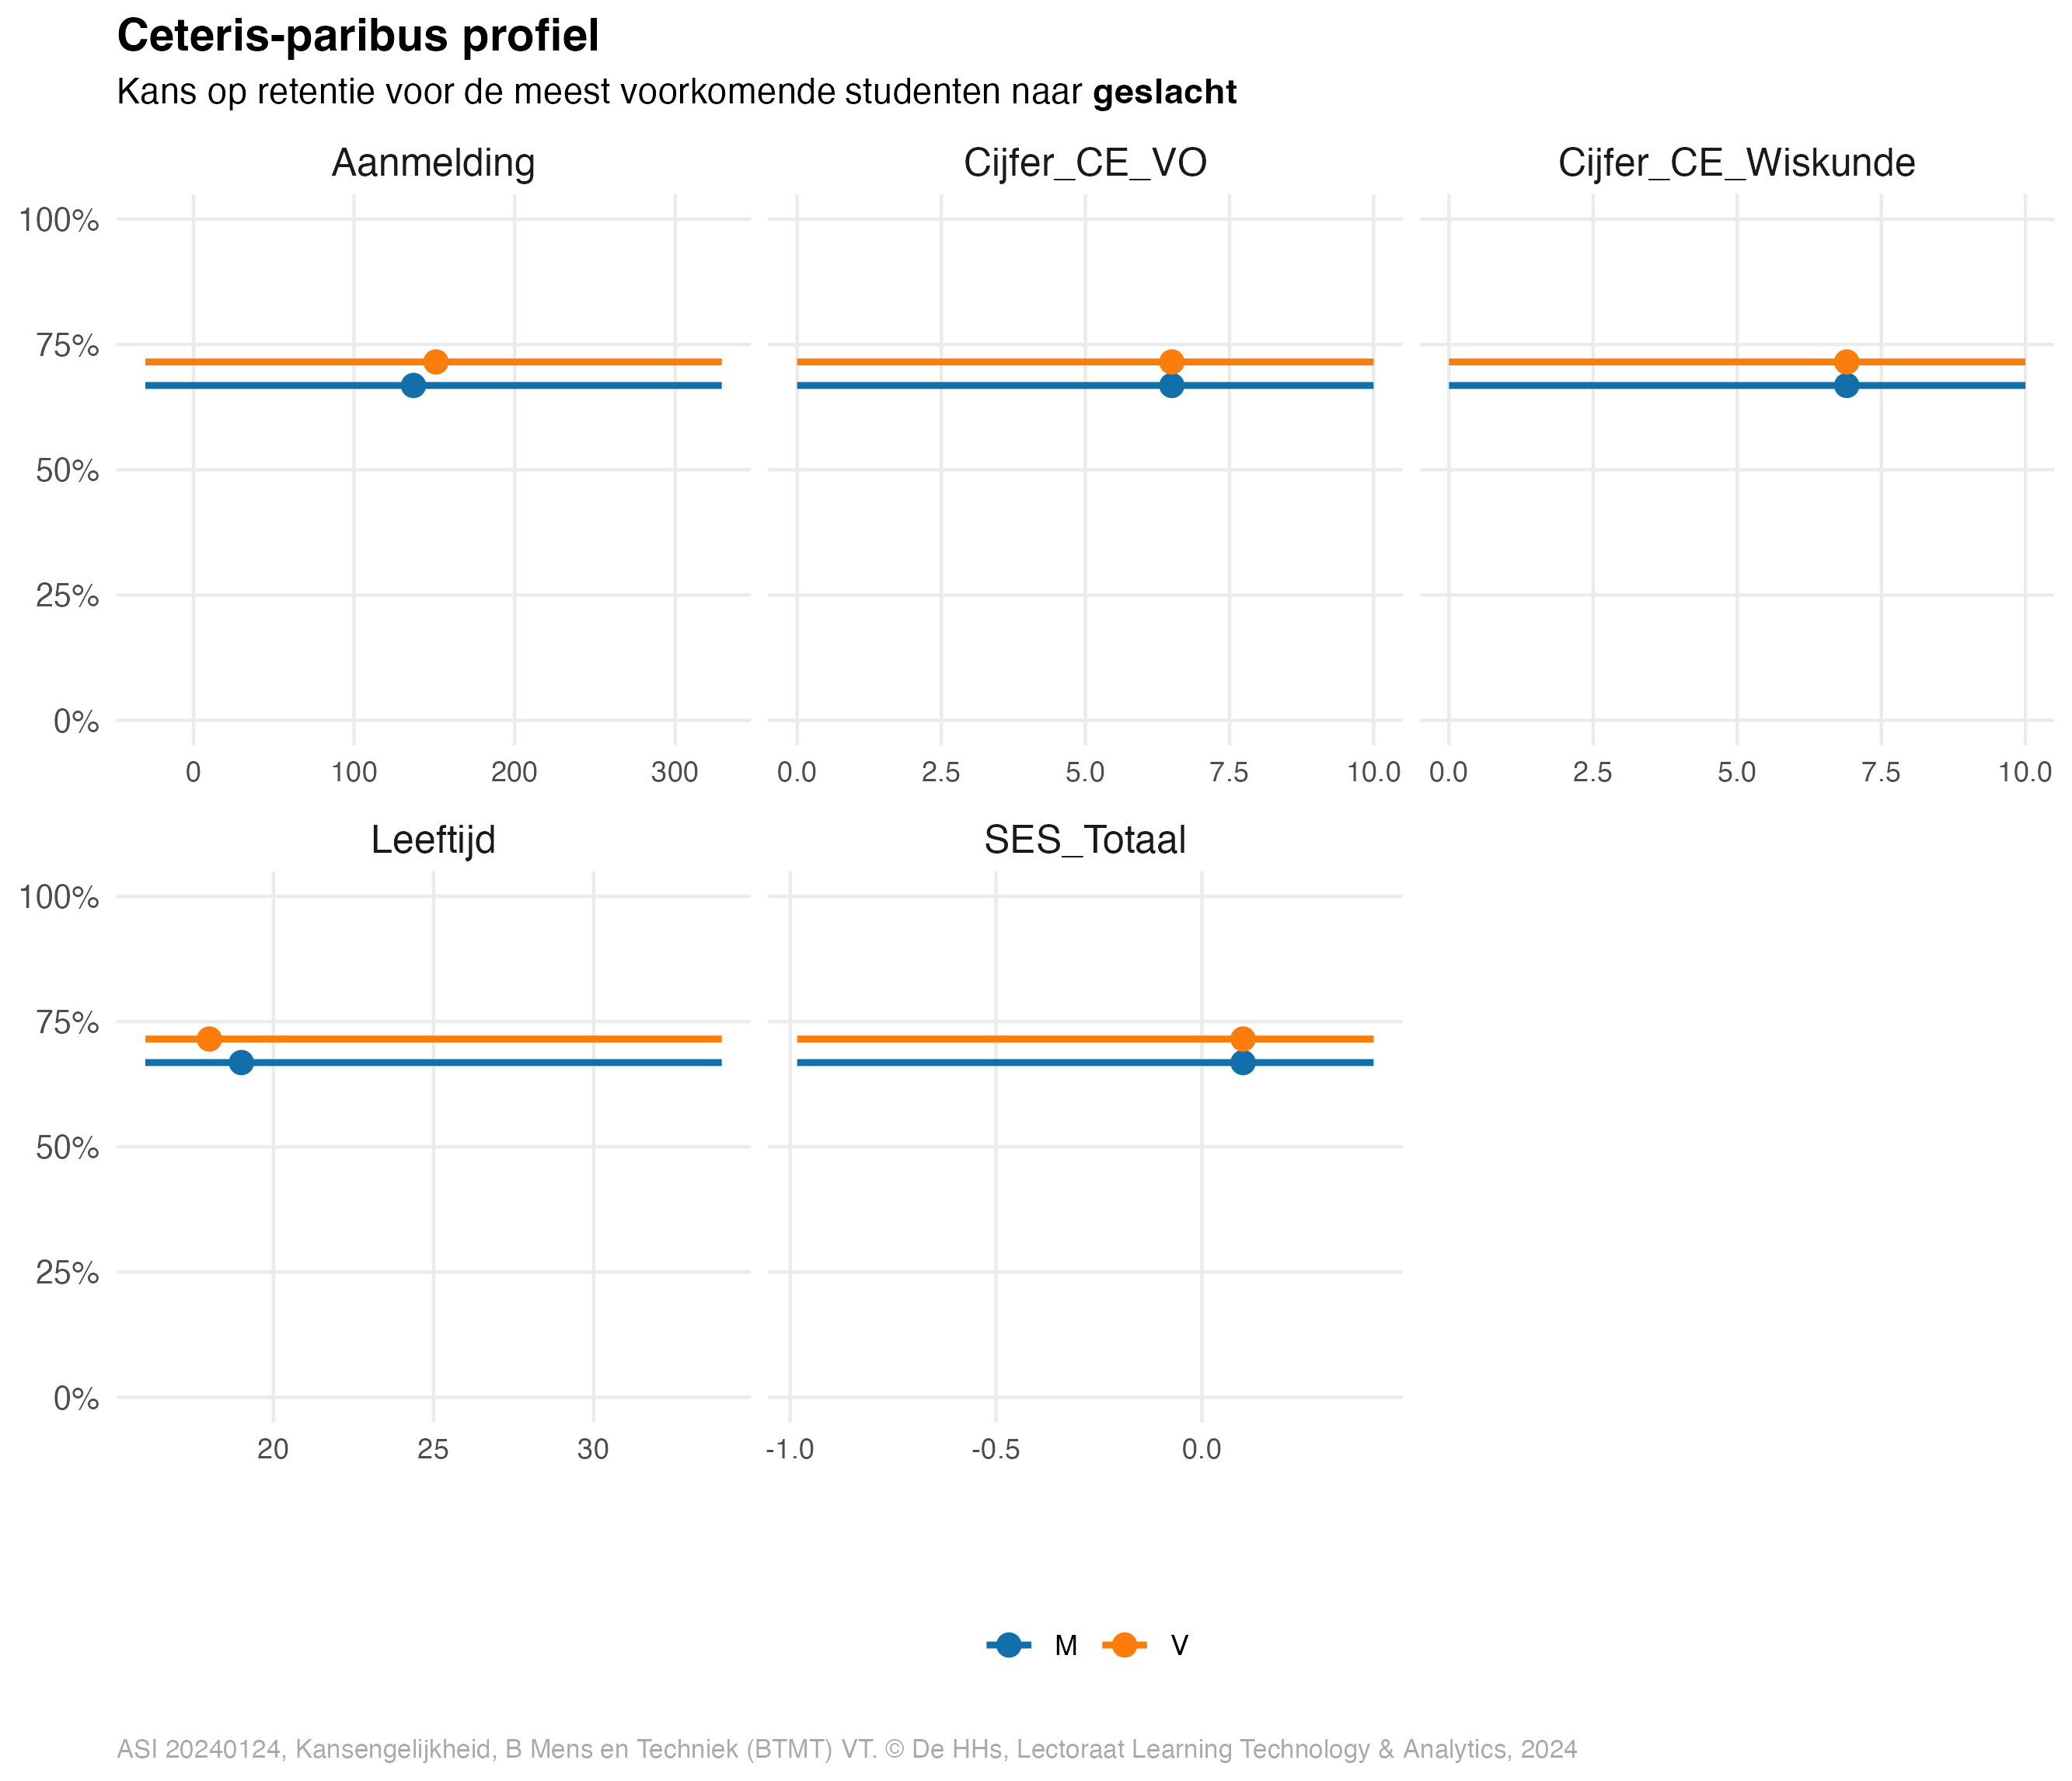 Ceteris-paribus profiel
Kans op retentie voor de meest voorkomende studenten naar geslacht
Aanmelding
Cijfer_CE_VO
Cijfer_CE_Wiskunde
100%
75%
50%
25%
0%
0 100 200 300
0.0 2.5 5.0 7.5 10.0
0.0 2.5 5.0 7.5 10.0
Leeftijd
SES_Totaal
100%
75%
50%
25%
0%
20 25 30
-1.0 -0.5 0.0
M V
ASI 20240124, Kansengelijkheid, B Mens en Techniek (BTMT) VT. © De HHs, Lectoraat Learning Technology & Analytics, 2024